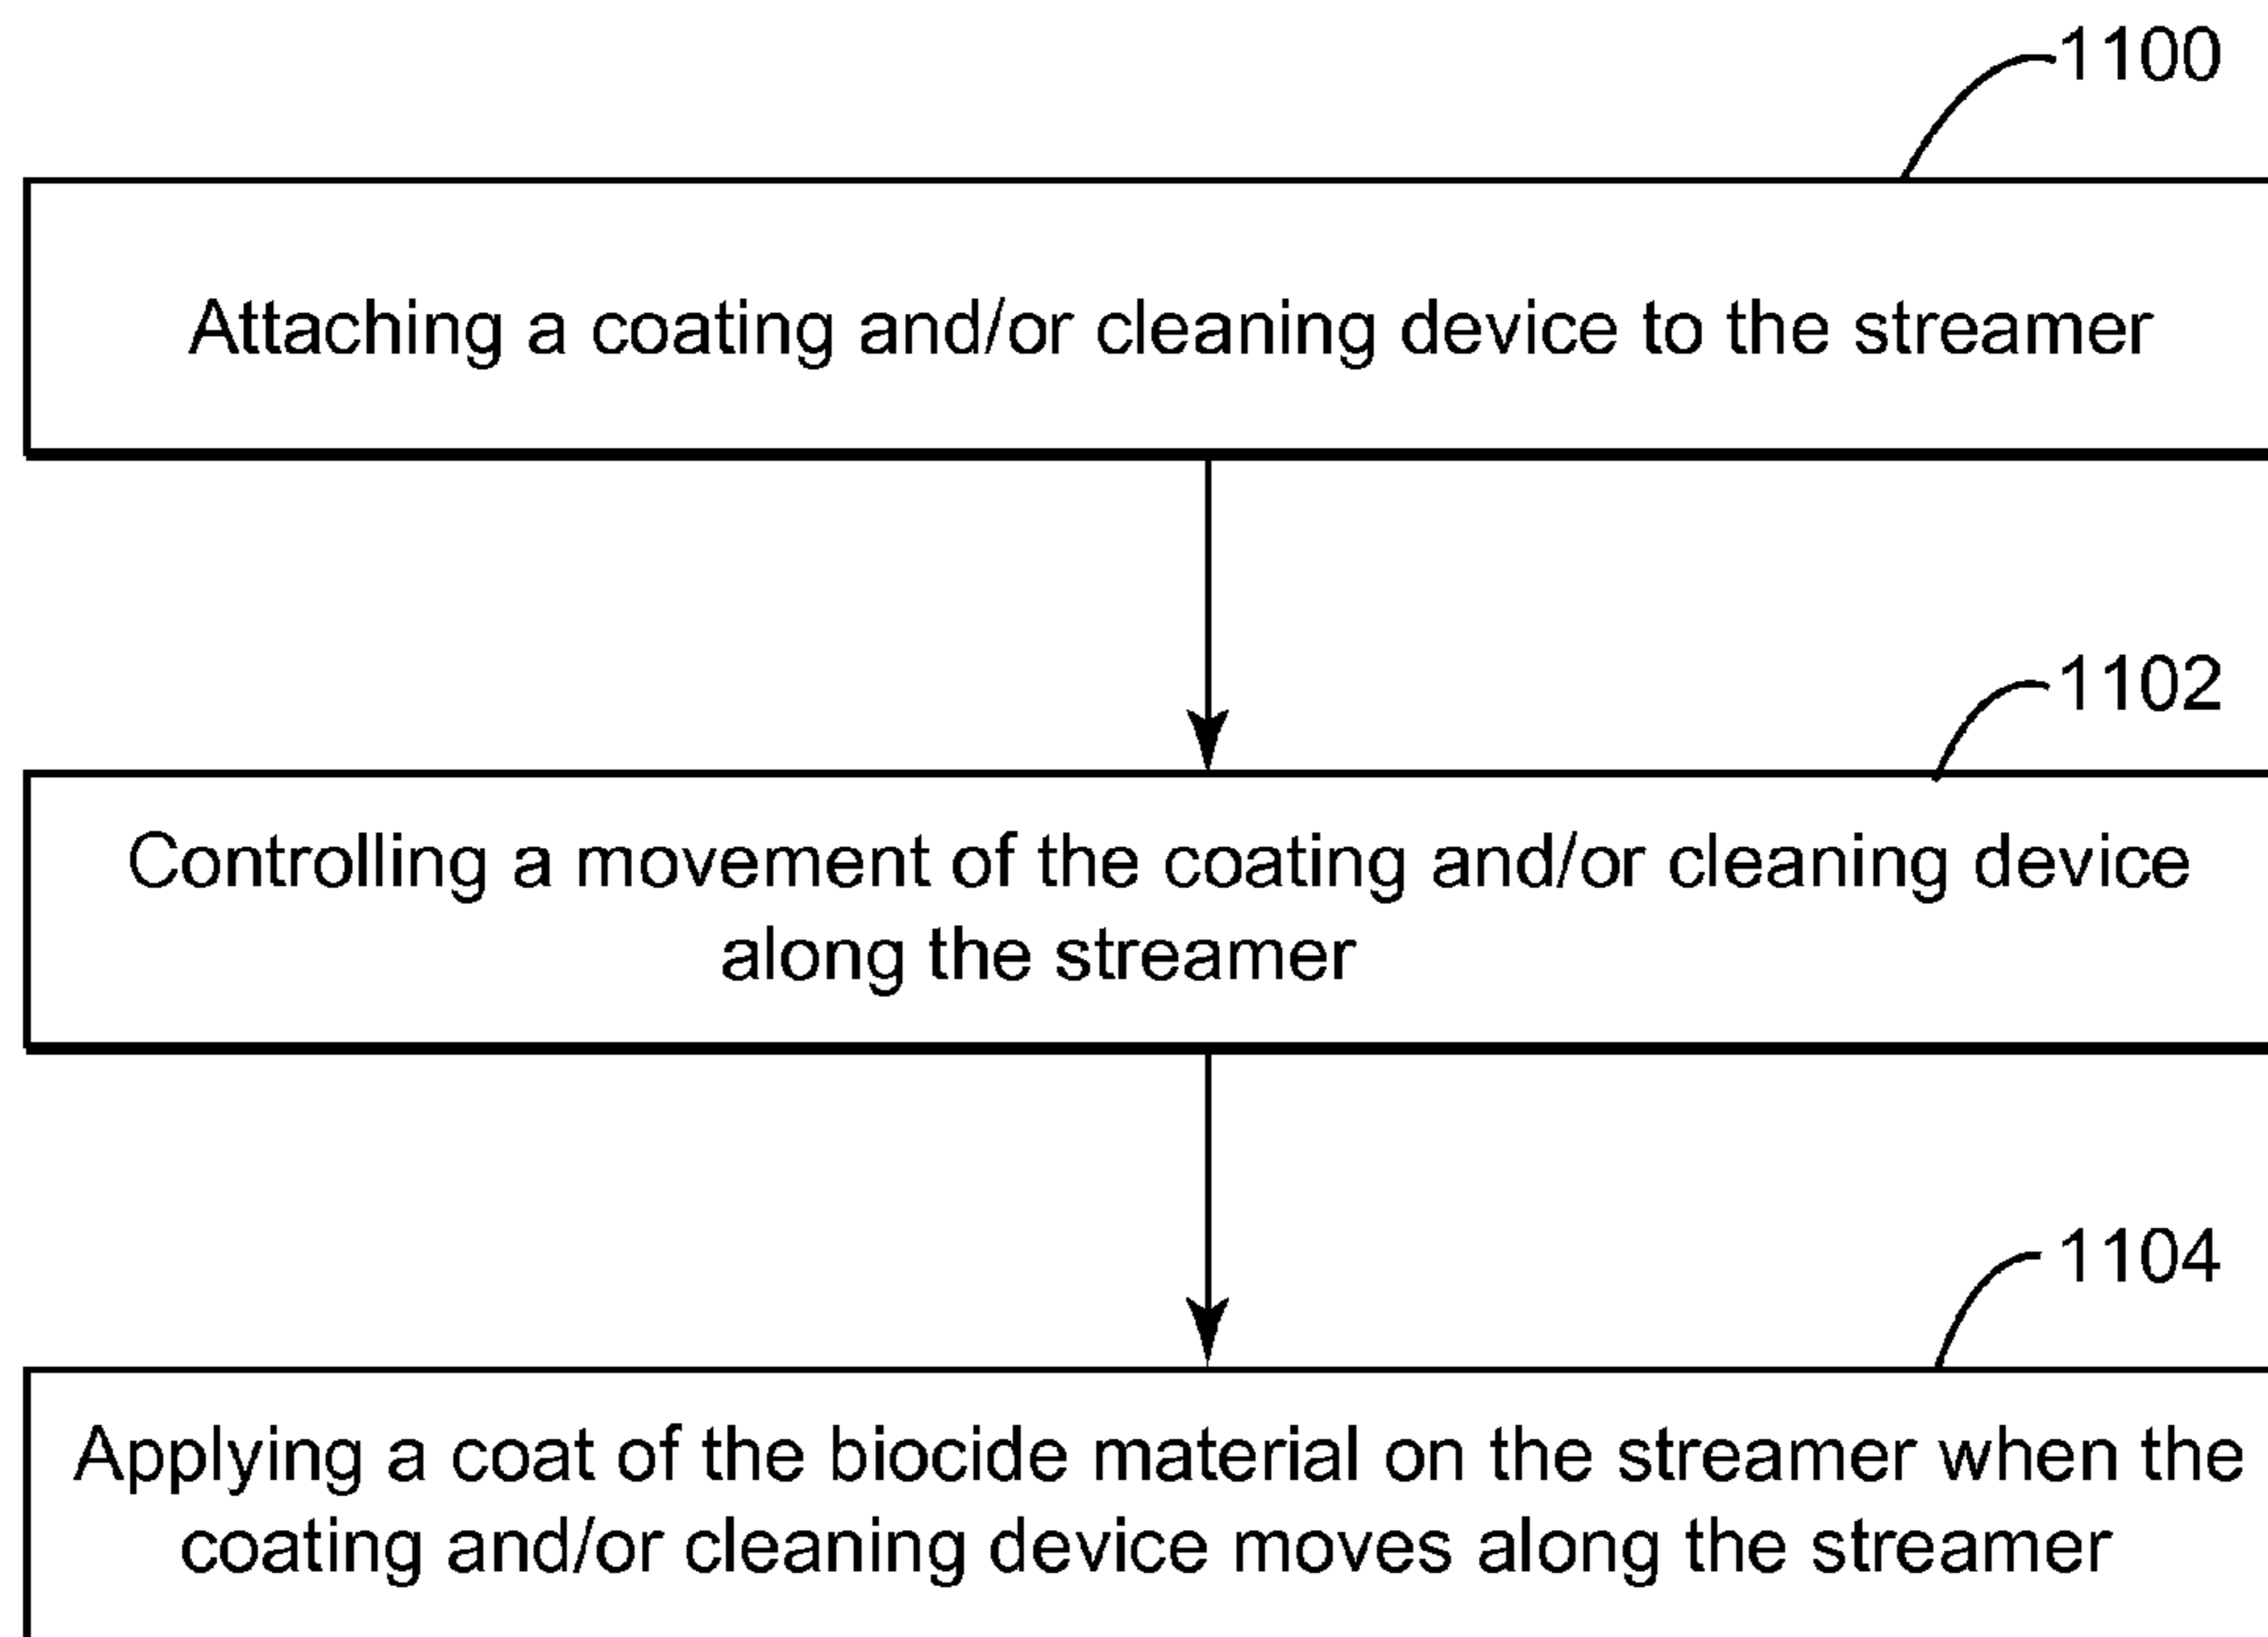 1100
Attaching a coating and/or cleaning device to the streamer
1102
Controlling a movement of the coating and/or cleaning device
along the streamer
1104
Applying a coat of the biocide material on the streamer when the
coating and/or cleaning device moves along the streamer